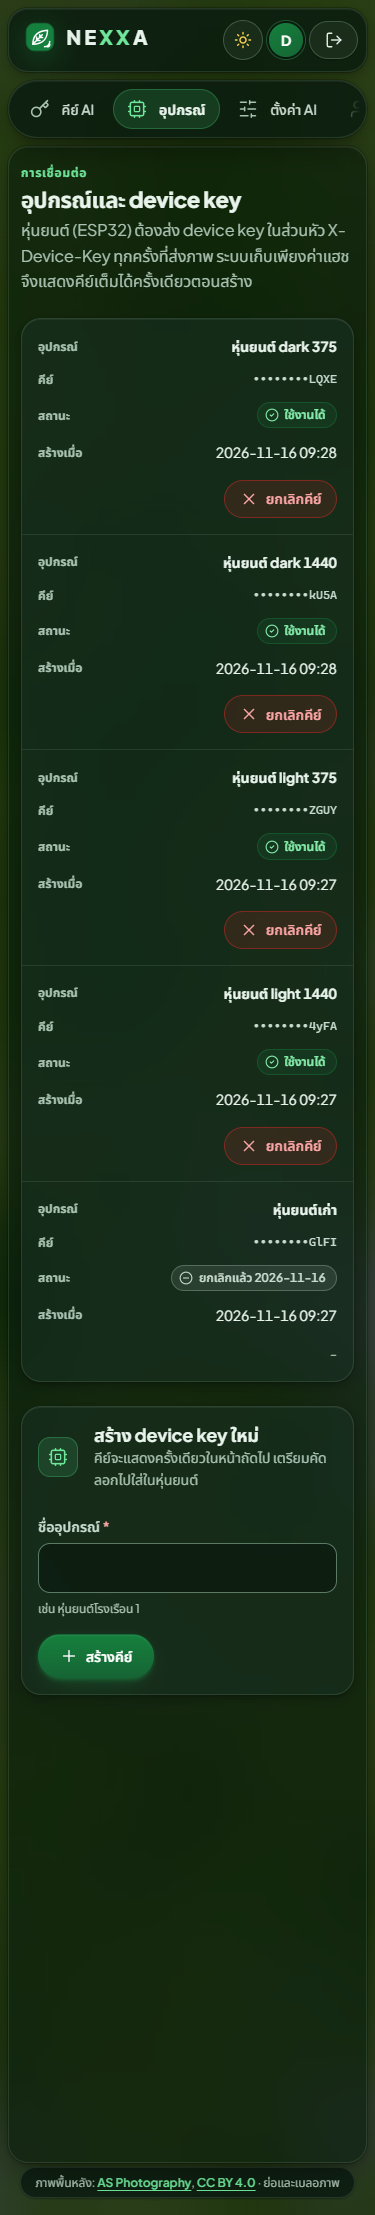 NEXXA
D
คีย์ AI
อุปกรณ์
ตั้งค่า AI
การเชื่อมต่อ
อุปกรณ์และ device key
หุ่นยนต์ (ESP32) ต้องส่ง device key ในส่วนหัว X-
Device-Key ทุกครั้งที่ส่งภาพ ระบบเก็บเพียงค่าแฮช
จึงแสดงคีย์เต็มได้ครั้งเดียวตอนสร้าง
อุปกรณ์ หุ่นยนต์ dark 375
คีย์ ••••••••LQXE
สถานะ ใช้งานได้
สร้างเมื่อ 2026-11-16 09:28
ยกเลิกคีย์
อุปกรณ์ หุ่นยนต์ dark 1440
คีย์ ••••••••kU5A
สถานะ ใช้งานได้
สร้างเมื่อ 2026-11-16 09:28
ยกเลิกคีย์
อุปกรณ์ หุ่นยนต์ light 375
คีย์ ••••••••ZGUY
สถานะ ใช้งานได้
สร้างเมื่อ 2026-11-16 09:27
ยกเลิกคีย์
อุปกรณ์ หุ่นยนต์ light 1440
คีย์ ••••••••4yFA
สถานะ ใช้งานได้
สร้างเมื่อ 2026-11-16 09:27
ยกเลิกคีย์
อุปกรณ์ หุ่นยนต์เก่า
คีย์ ••••••••GlFI
สถานะ ยกเลิกแล้ว 2026-11-16
สร้างเมื่อ 2026-11-16 09:27
–
สร้าง device key ใหม่
คีย์จะแสดงครั้งเดียวในหน้าถัดไป เตรียมคัด
ลอกไปใส่ในหุ่นยนต์
ชื่ออุปกรณ์ *
เช่น หุ่นยนต์โรงเรือน 1
สร้างคีย์
ภาพพื้นหลัง: AS Photography, CC BY 4.0 · ย่อและเบลอภาพ